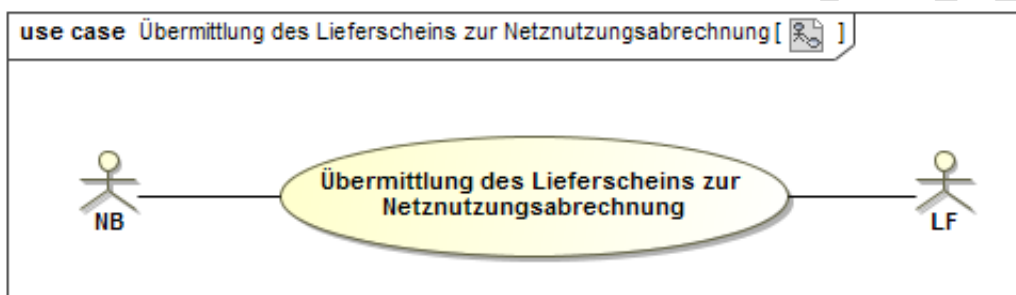 use case Übermittlung des Lieferscheins zur Netznutzungsabrechnung [ ]
Übermittlung des Lieferscheins zur
Netznutzungsabrechnung
NB
LF